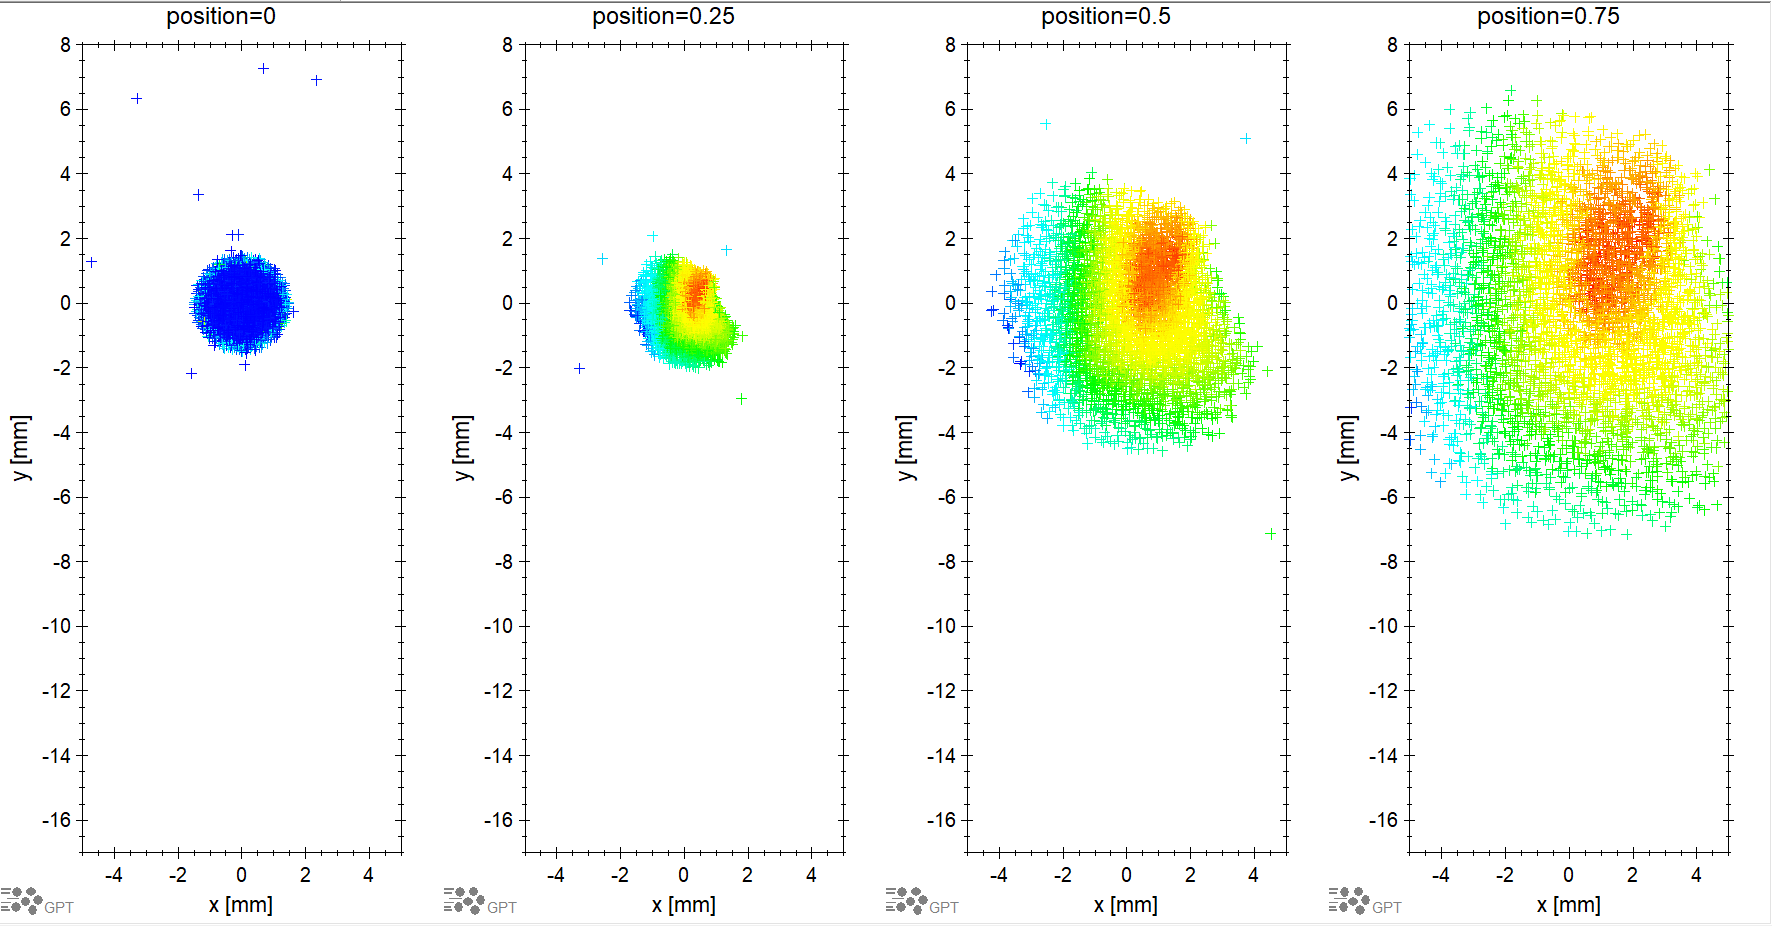 position=0
position=0.25
position=0.5
position=0.75
8
6
4
2
0
-2
-4
-6
-8
-10
-12
-14
-16
y [mm]
-4 -2 0 2 4
x [mm]
GPT
8
6
4
2
0
-2
-4
-6
-8
-10
-12
-14
-16
y [mm]
-4 -2 0 2 4
x [mm]
GPT
8
6
4
2
0
-2
-4
-6
-8
-10
-12
-14
-16
y [mm]
-4 -2 0 2 4
x [mm]
GPT
8
6
4
2
0
-2
-4
-6
-8
-10
-12
-14
-16
y [mm]
-4 -2 0 2 4
x [mm]
GPT